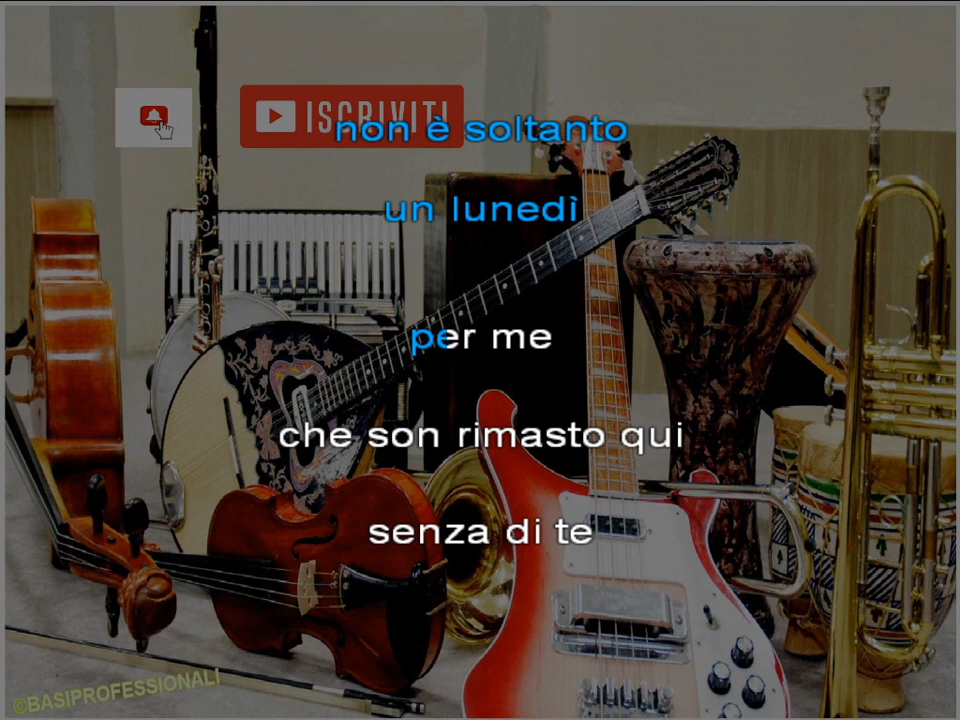 ISCRIVITI
non è soltanto
un lunedì
per me
che son rimasto qui
senza di te
©BASIPROFESSIONALI